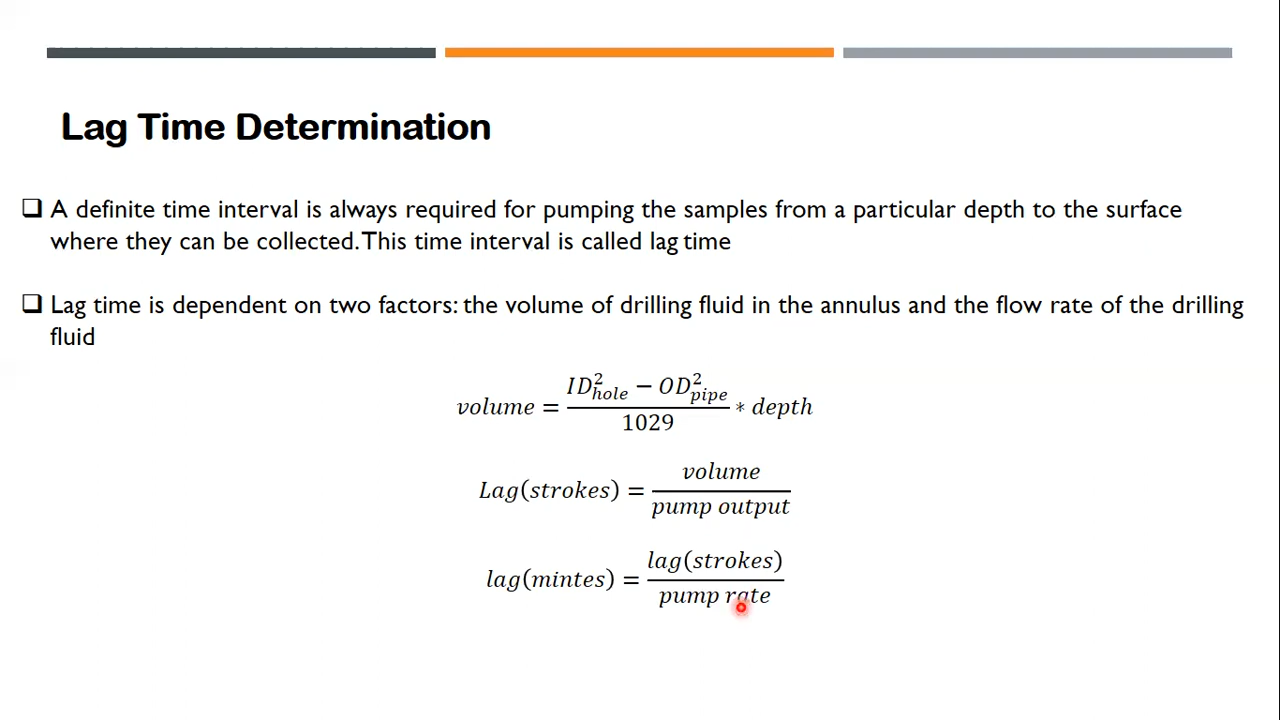 Lag Time Determination
❑ A definite time interval is always required for pumping the samples from a particular depth to the surface
where they can be collected. This time interval is called lag time
❑ Lag time is dependent on two factors: the volume of drilling fluid in the annulus and the flow rate of the drilling
fluid
volume = (ID²hole − OD²pipe)/1029 ∗ depth
Lag(strokes) = volume/pump output
lag(mintes) = lag(strokes)/pump rate